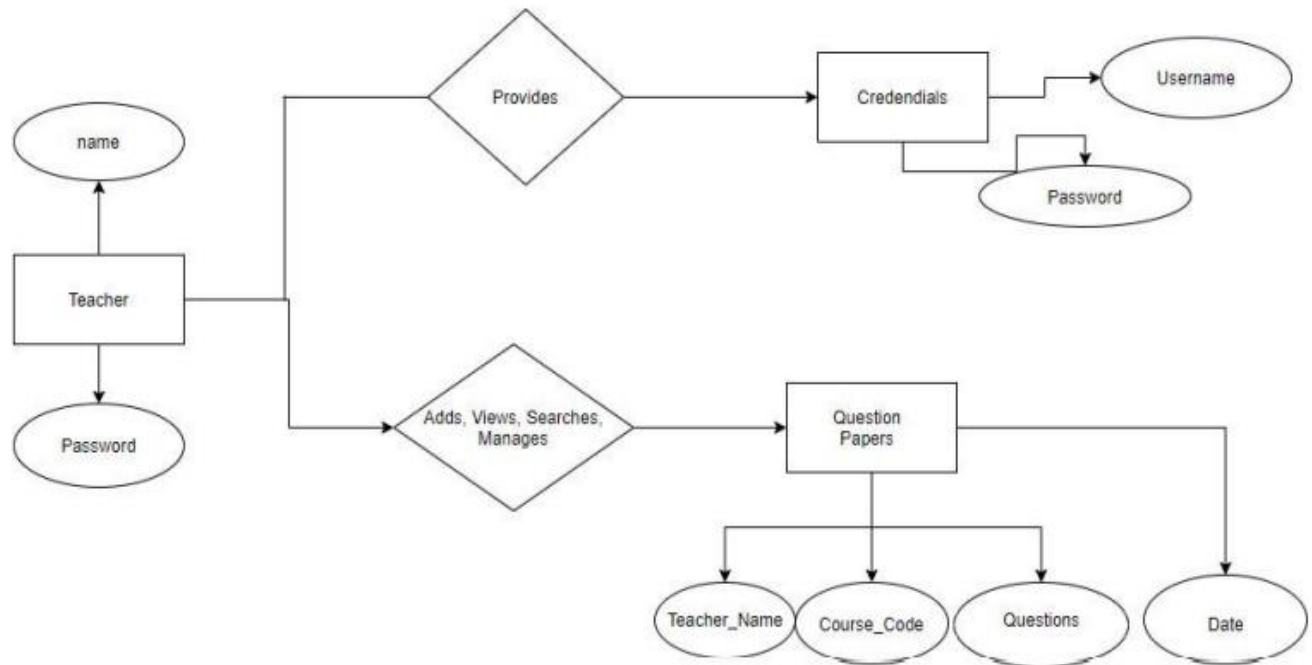 Provides
Credendials
Username
name
Password
Teacher
Adds, Views, Searches,
Manages
Question
Papers
Password
Teacher_Name
Course_Code
Questions
Date